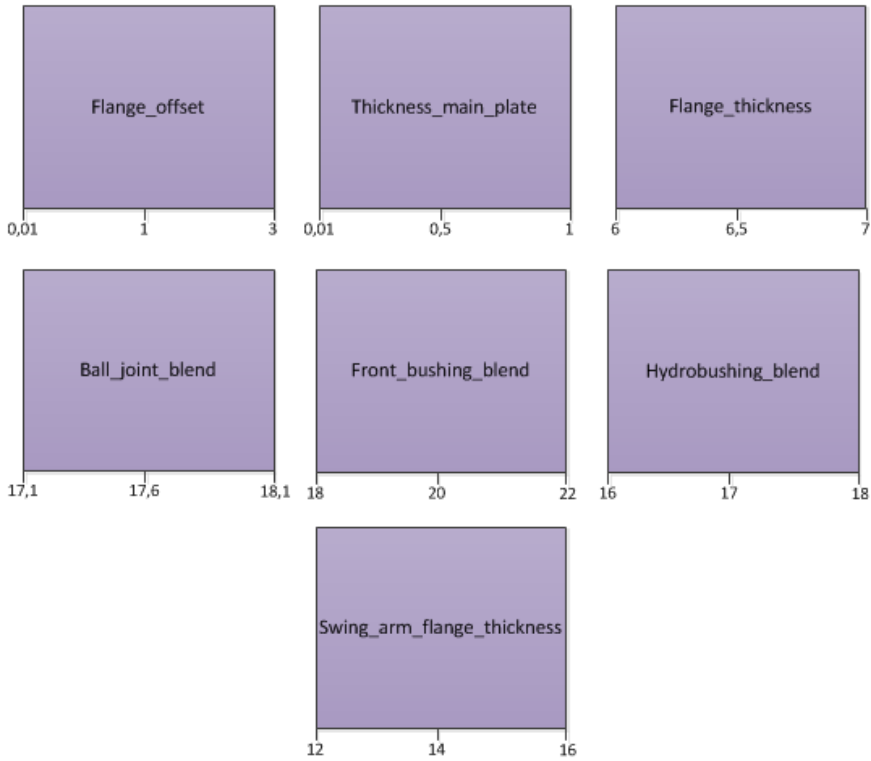 Flange_offset
0,01 1 3
Thickness_main_plate
0,01 0,5 1
Flange_thickness
6 6,5 7
Ball_joint_blend
17,1 17,6 18,1
Front_bushing_blend
18 20 22
Hydrobushing_blend
16 17 18
Swing_arm_flange_thickness
12 14 16